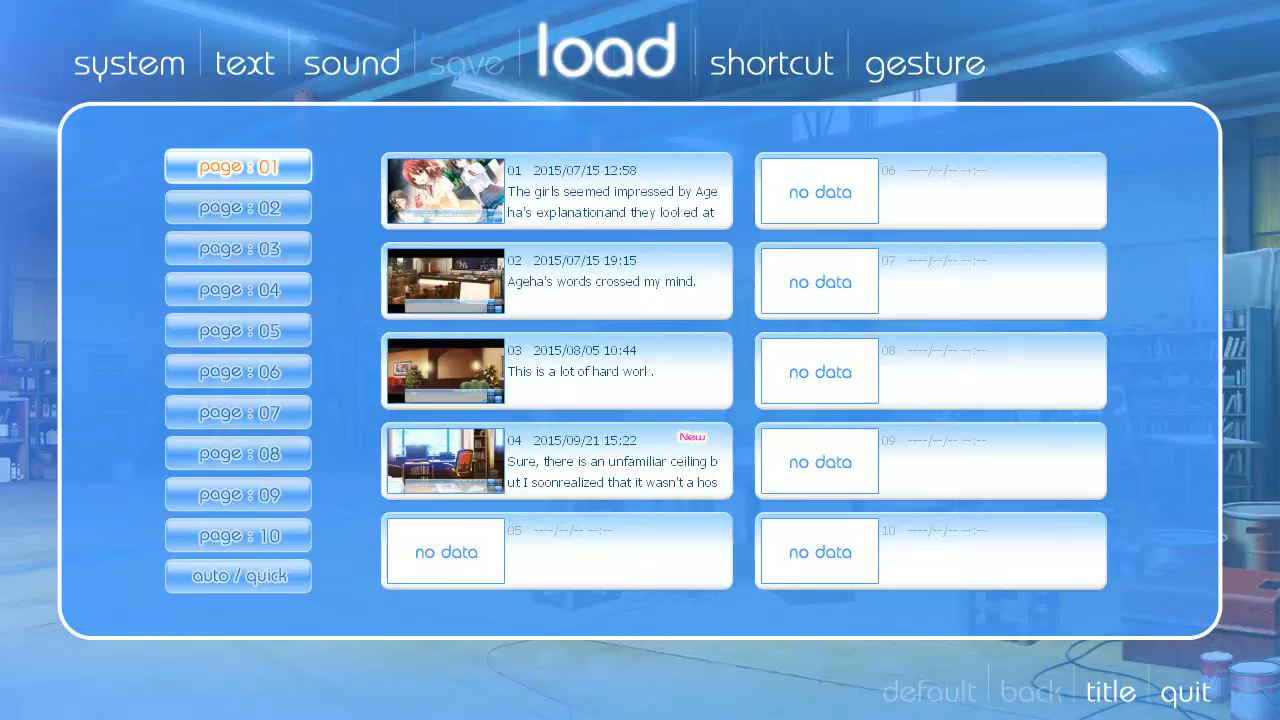 system
text
sound
save
load
shortcut
gesture
page : 01
page : 02
page : 03
page : 04
page : 05
page : 06
page : 07
page : 08
page : 09
page : 10
auto / quick
01 2015/07/15 12:58
The girls seemed impressed by Age
ha's explanationand they looked at
02 2015/07/15 19:15
Ageha's words crossed my mind.
03 2015/08/05 10:44
This is a lot of hard work.
04 2015/09/21 15:22
New
Sure, there is an unfamiliar ceiling b
ut I soonrealized that it wasn't a hos
no data
05 ----/--/-- --:--
no data
06 ----/--/-- --:--
no data
07 ----/--/-- --:--
no data
08 ----/--/-- --:--
no data
09 ----/--/-- --:--
no data
10 ----/--/-- --:--
default
back
title
quit